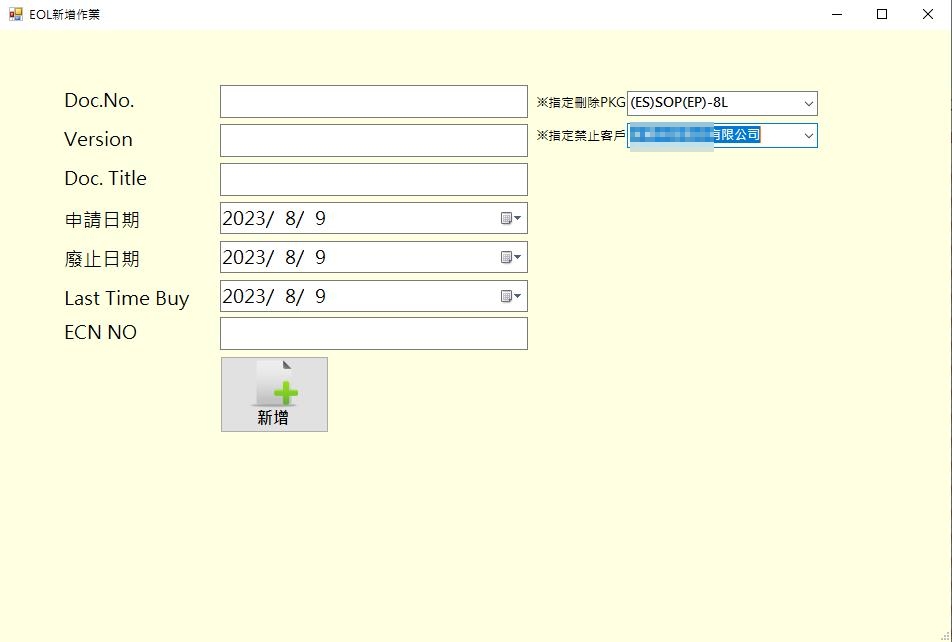 EOL新增作業
Doc.No.
※指定刪除PKG (ES)SOP(EP)-8L
Version
※指定禁止客戶 有限公司
Doc. Title
申請日期 2023/ 8/ 9
廢止日期 2023/ 8/ 9
Last Time Buy 2023/ 8/ 9
ECN NO
新增